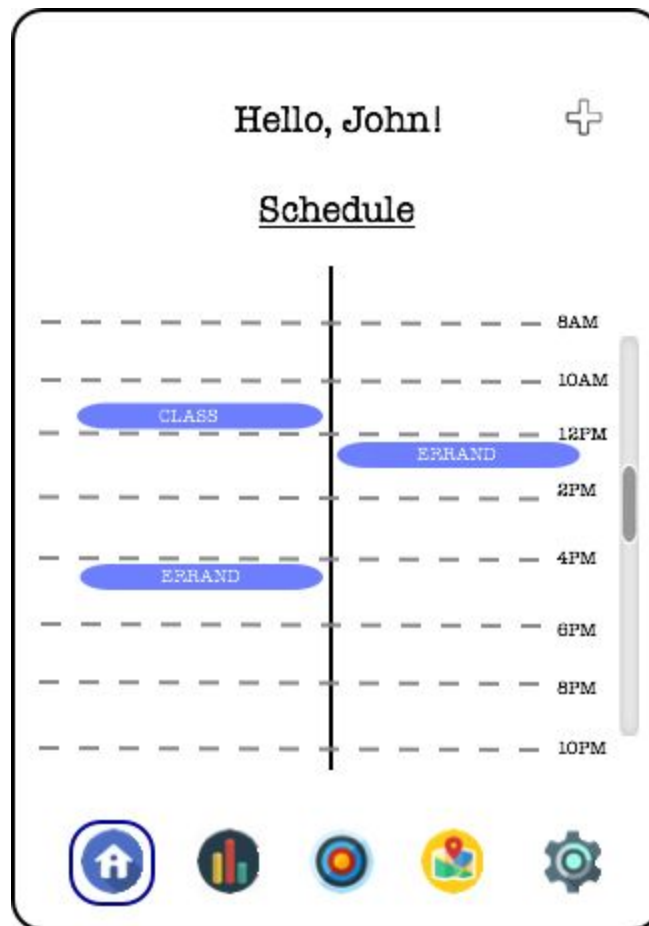 Hello, John!
Schedule
8AM
10AM
CLASS
12PM
ERRAND
2PM
4PM
ERRAND
6PM
8PM
10PM